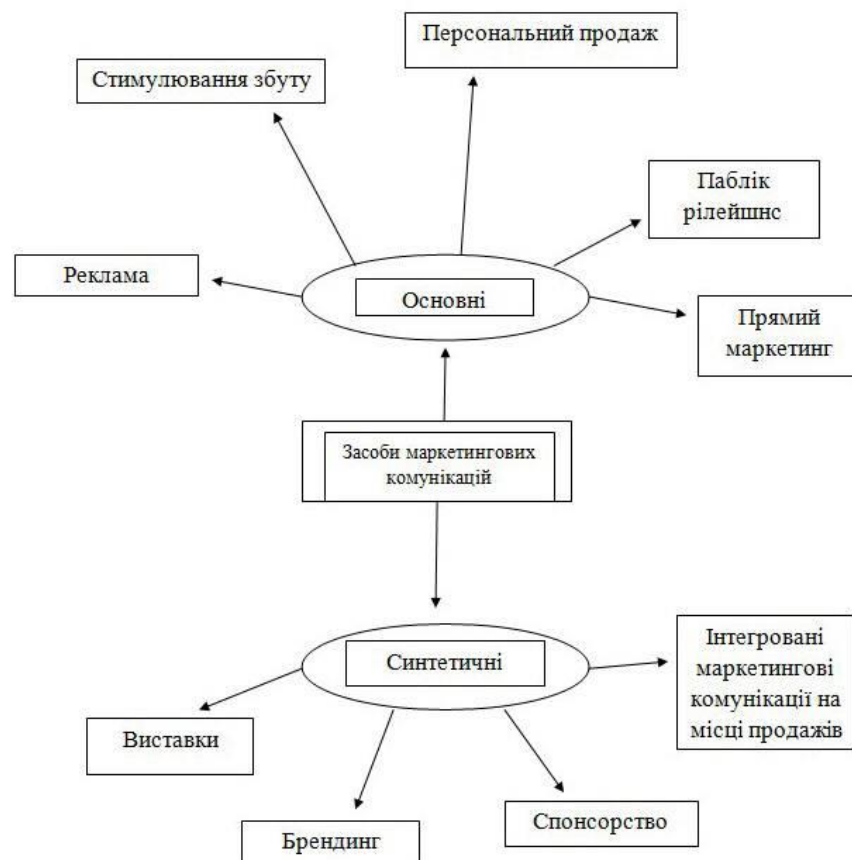 Персональний продаж
Стимулювання збуту
Паблік
рілейшнс
Реклама
Основні
Прямий
маркетинг
Засоби маркетингових
комунікацій
Синтетичні
Інтегровані
маркетингові
комунікації на
місці продажів
Виставки
Спонсорство
Брендинг